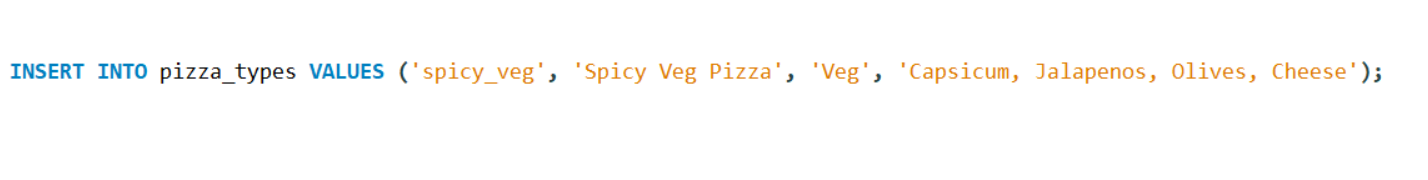 INSERT INTO pizza_types VALUES ('spicy_veg', 'Spicy Veg Pizza', 'Veg', 'Capsicum, Jalapenos, Olives, Cheese');